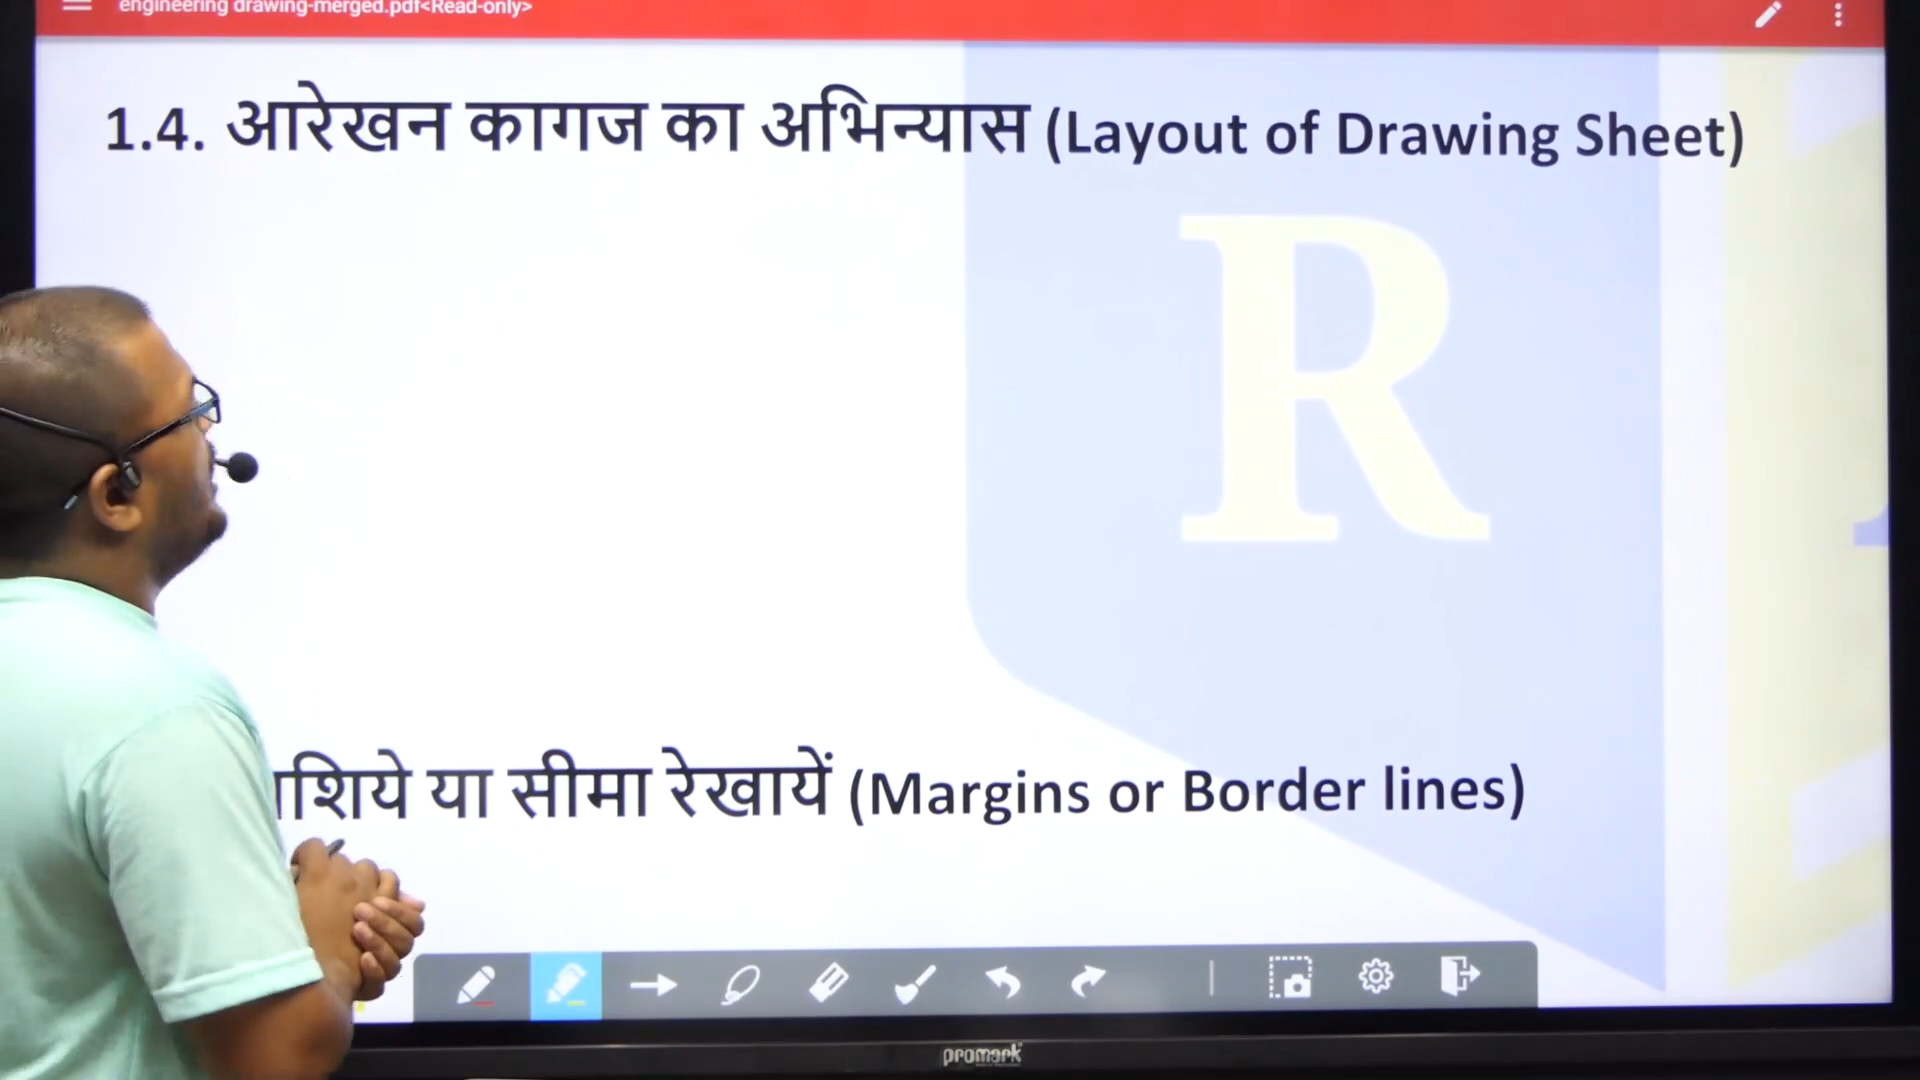 engineering drawing-merged.pdf<Read-only>
1.4. आरेखन कागज का अभिन्यास (Layout of Drawing Sheet)
R
या सीमा रेखायें (Margins or Border lines)
promark